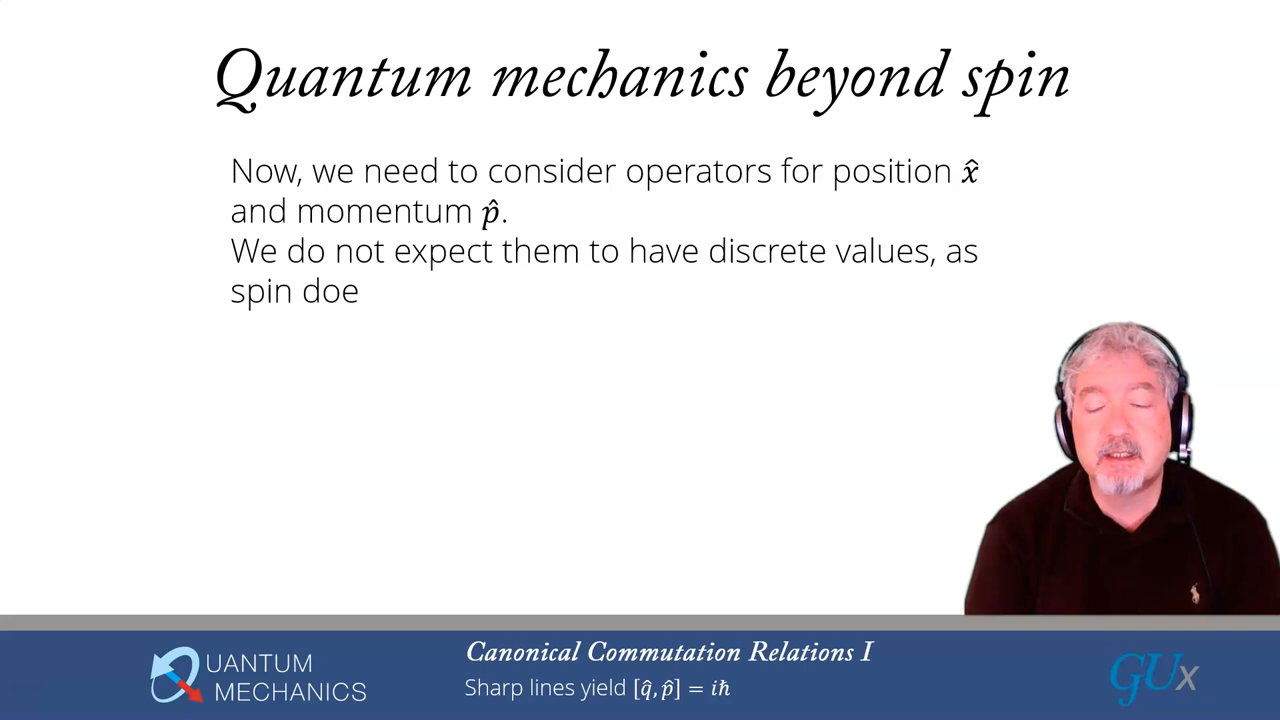 Quantum mechanics beyond spin
Now, we need to consider operators for position x̂
and momentum p̂.
We do not expect them to have discrete values, as
spin doe
Canonical Commutation Relations I
Sharp lines yield [q̂, p̂] = iħ
QUANTUM
MECHANICS
GUx